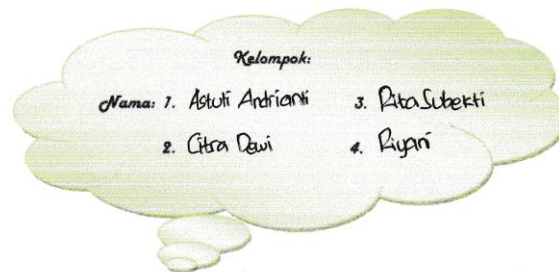 Kelompok:
Nama: 1. Astuti Andrianti 3. Rita Subekti
2. Citra Dewi 4. Riyani